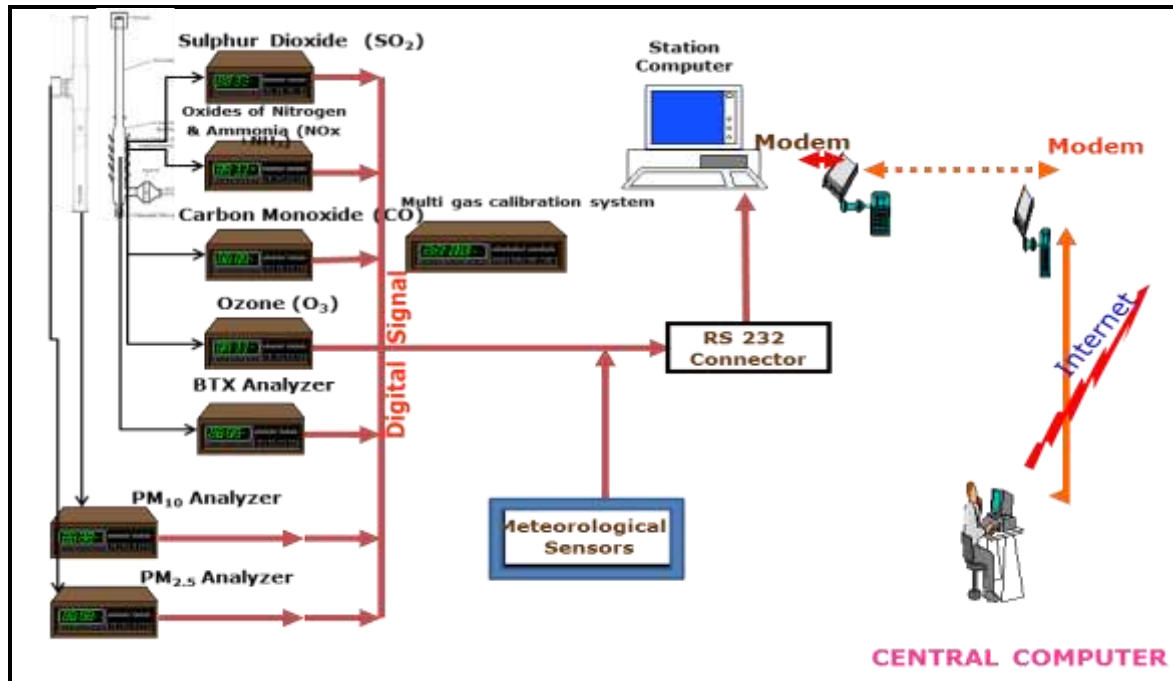 Sulphur Dioxide (SO₂)
Oxides of Nitrogen
& Ammonia (NOx
Carbon Monoxide (CO)
Multi gas calibration system
Ozone (O₃)
BTX Analyzer
PM₁₀ Analyzer
PM₂.₅ Analyzer
Digital Signal
Station
Computer
Modem
Modem
RS 232
Connector
Meteorological
Sensors
Internet
CENTRAL COMPUTER